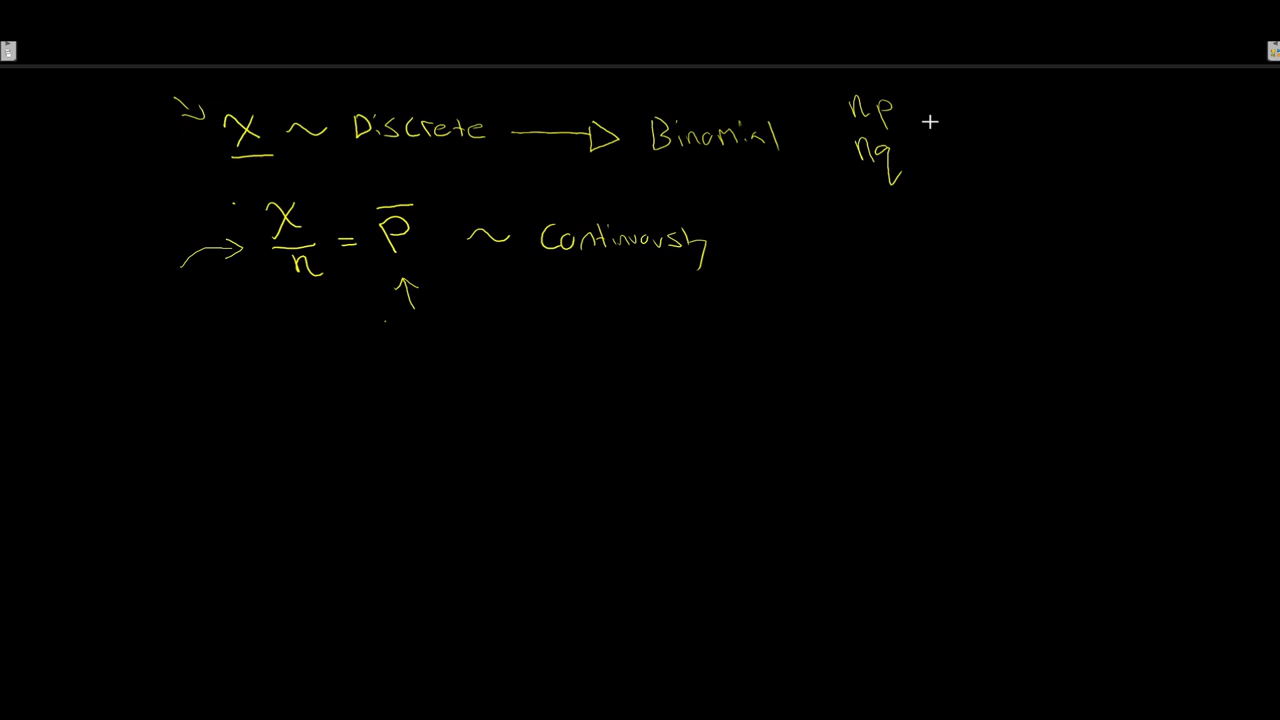 x ~ Discrete → Binomial np
nq
x/n = p̄ ~ Continuously